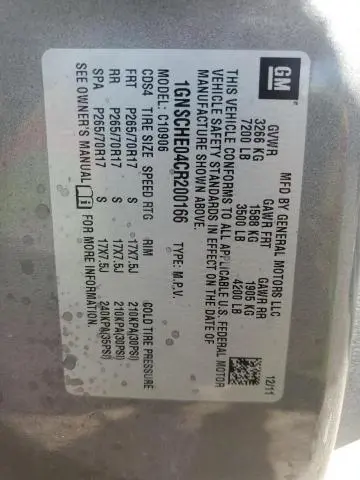 GM
MFD BY GENERAL MOTORS LLC 12/11
GVWR GAWR FRT GAWR RR
3266 KG 1588 KG 1905 KG
7200 LB 3500 LB 4200 LB
THIS VEHICLE CONFORMS TO ALL APPLICABLE U.S. FEDERAL MOTOR
VEHICLE SAFETY STANDARDS IN EFFECT ON THE DATE OF
MANUFACTURE SHOWN ABOVE.
1GNSCHE04CR200166 TYPE: M.P.V.
MODEL: C10906
CDS4 TIRE SIZE SPEED RTG RIM COLD TIRE PRESSURE
FRT P265/70R17 S 17X7.5J 210KPA(30PSI)
RR P265/70R17 S 17X7.5J 210KPA(30PSI)
SPA P265/70R17 S 17X7.5J 240KPA(35PSI)
SEE OWNER'S MANUAL FOR MORE INFORMATION